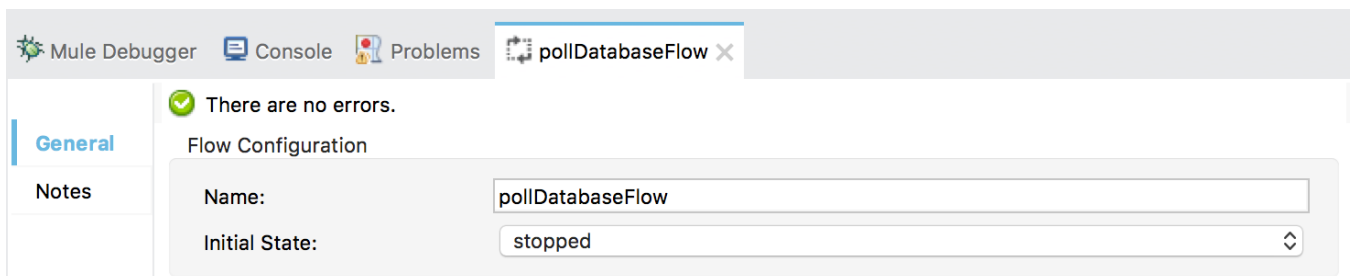 Mule Debugger Console Problems pollDatabaseFlow
There are no errors.
General
Flow Configuration
Notes
Name: pollDatabaseFlow
Initial State: stopped